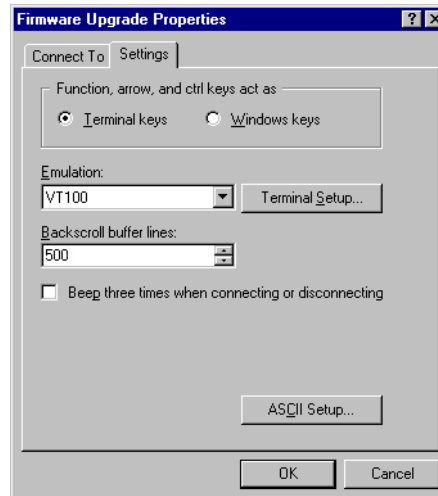 Firmware Upgrade Properties
Connect To Settings
Function, arrow, and ctrl keys act as
Terminal keys Windows keys
Emulation:
VT100 Terminal Setup...
Backscroll buffer lines:
500
Beep three times when connecting or disconnecting
ASCII Setup...
OK Cancel